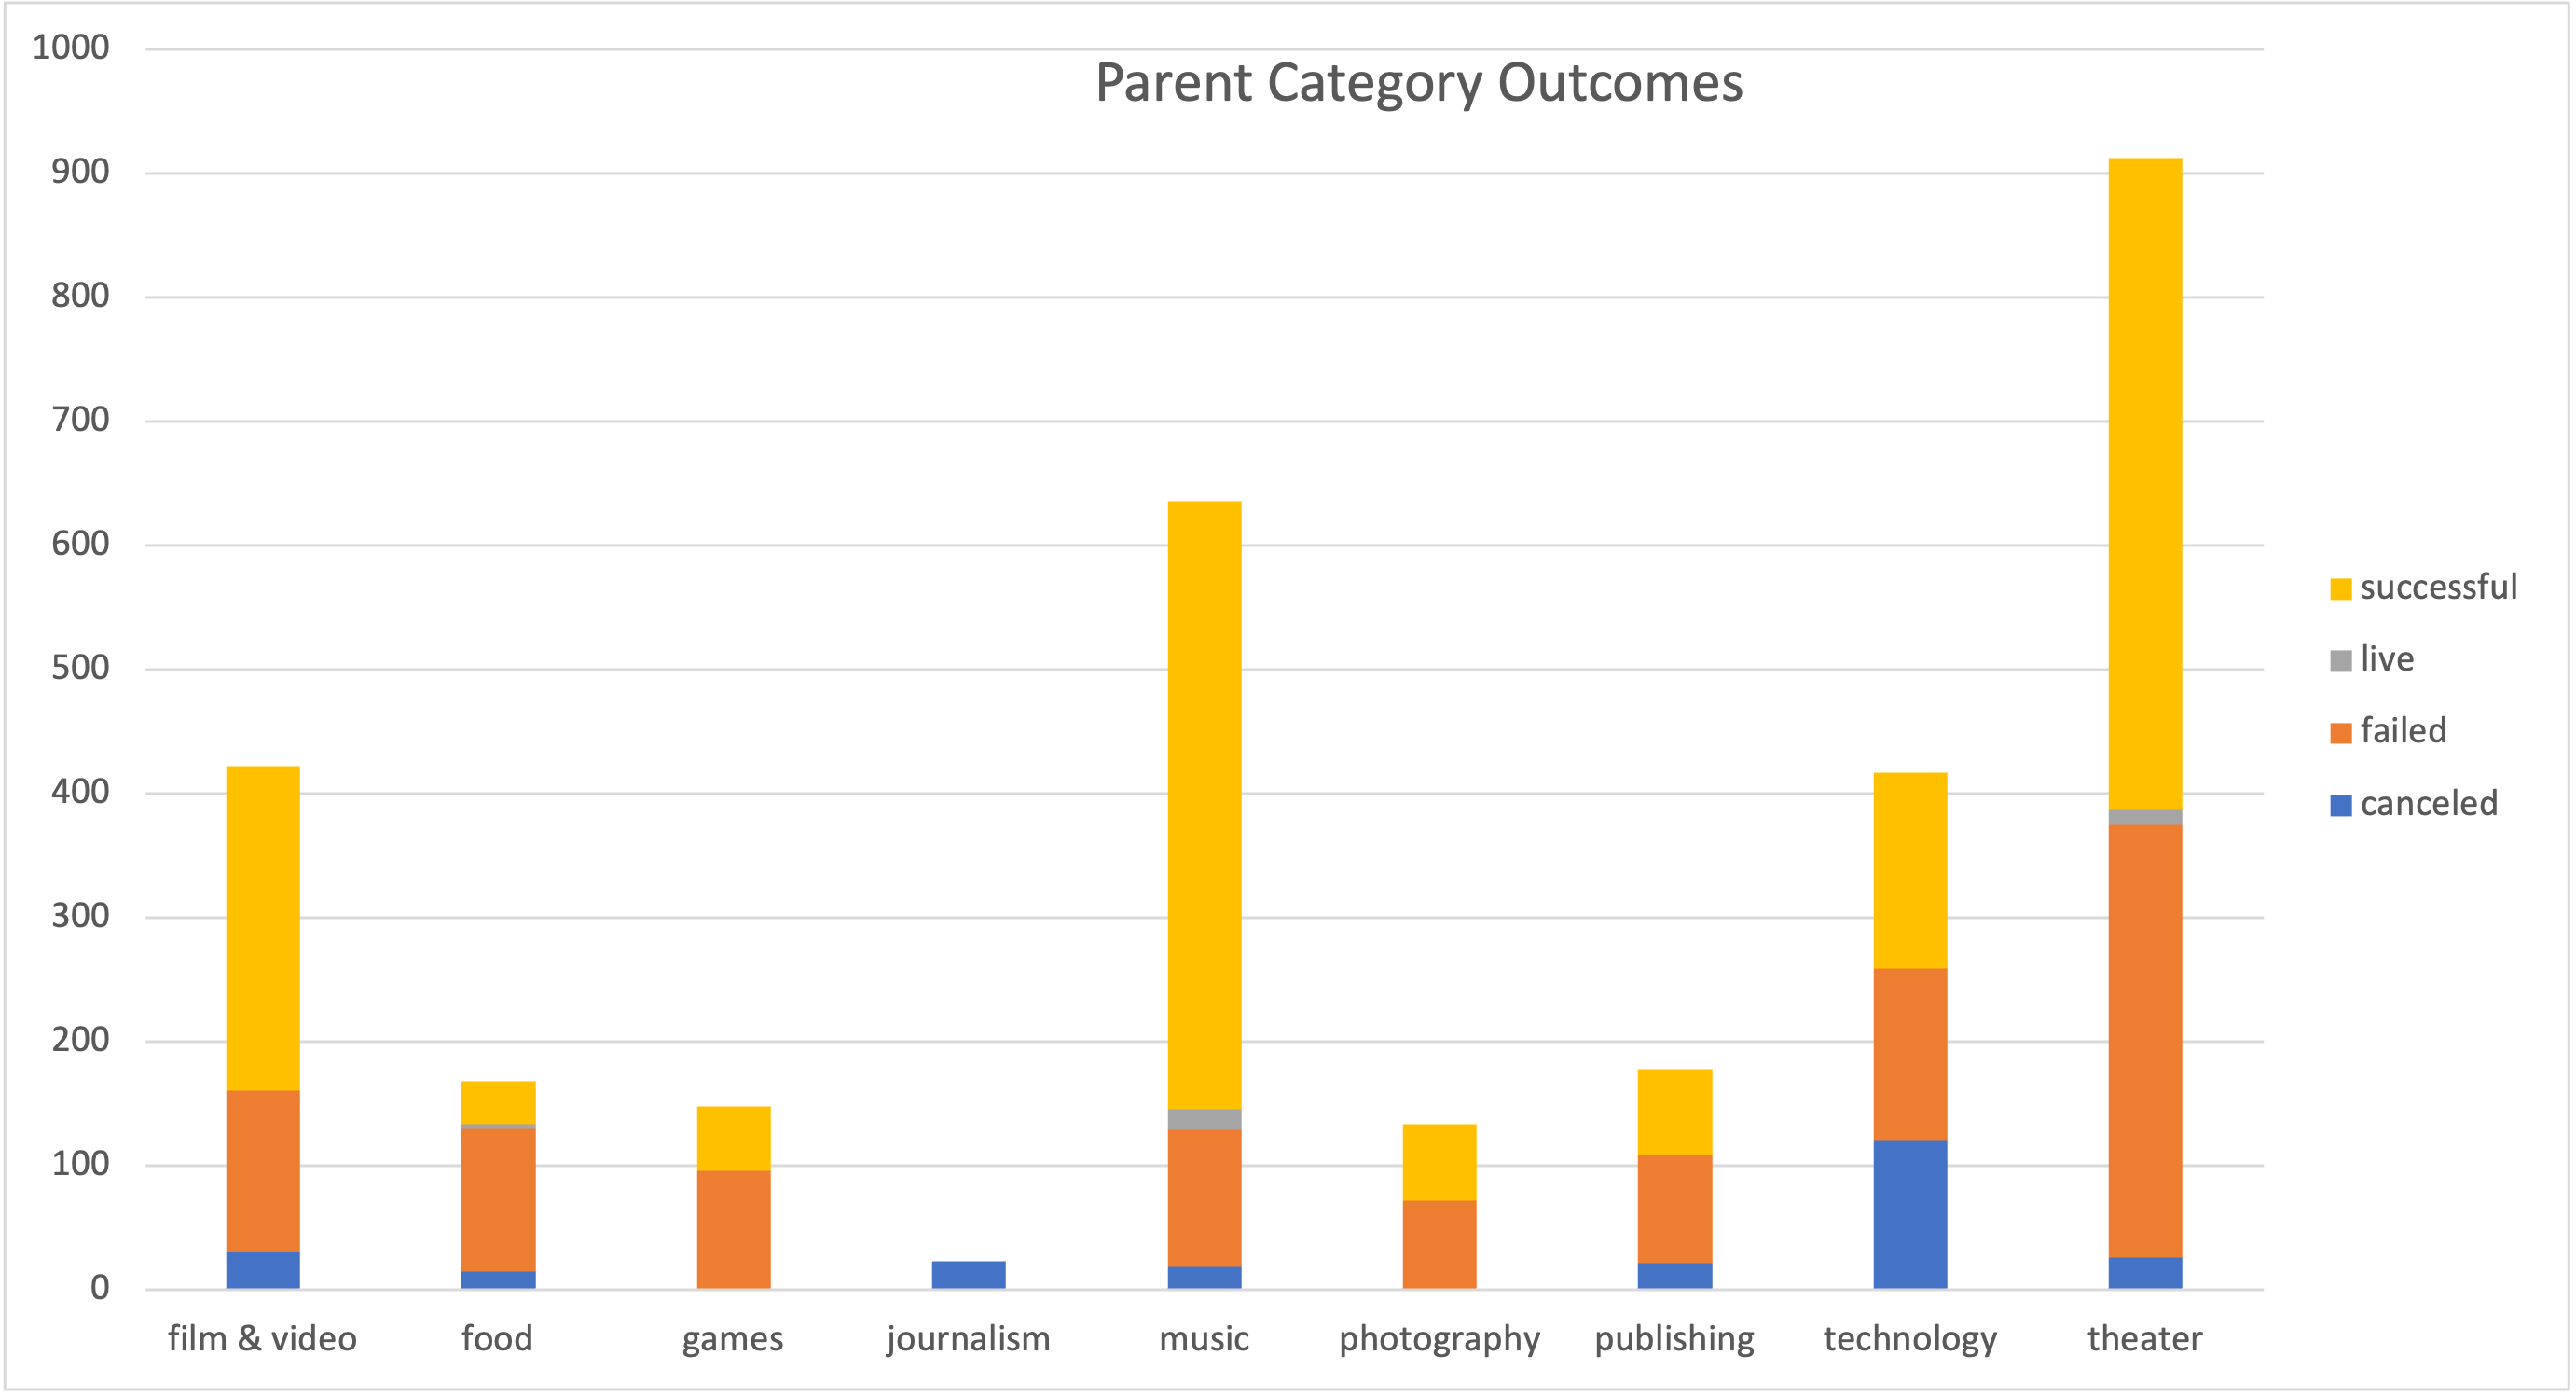 Parent Category Outcomes
1000
900
800
700
600
500
400
300
200
100
0
film & video food games journalism music photography publishing technology theater
successful
live
failed
canceled